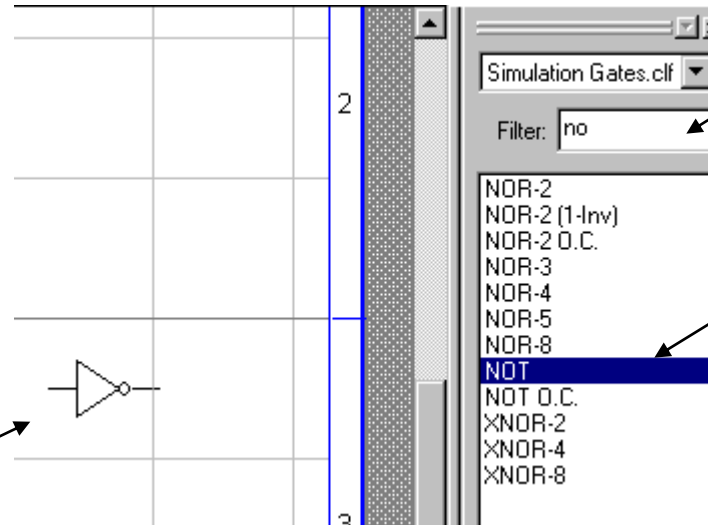 2
3
Simulation Gates.clf
Filter: no
NOR-2
NOR-2 (1-Inv)
NOR-2 O.C.
NOR-3
NOR-4
NOR-5
NOR-8
NOT
NOT O.C.
XNOR-2
XNOR-4
XNOR-8